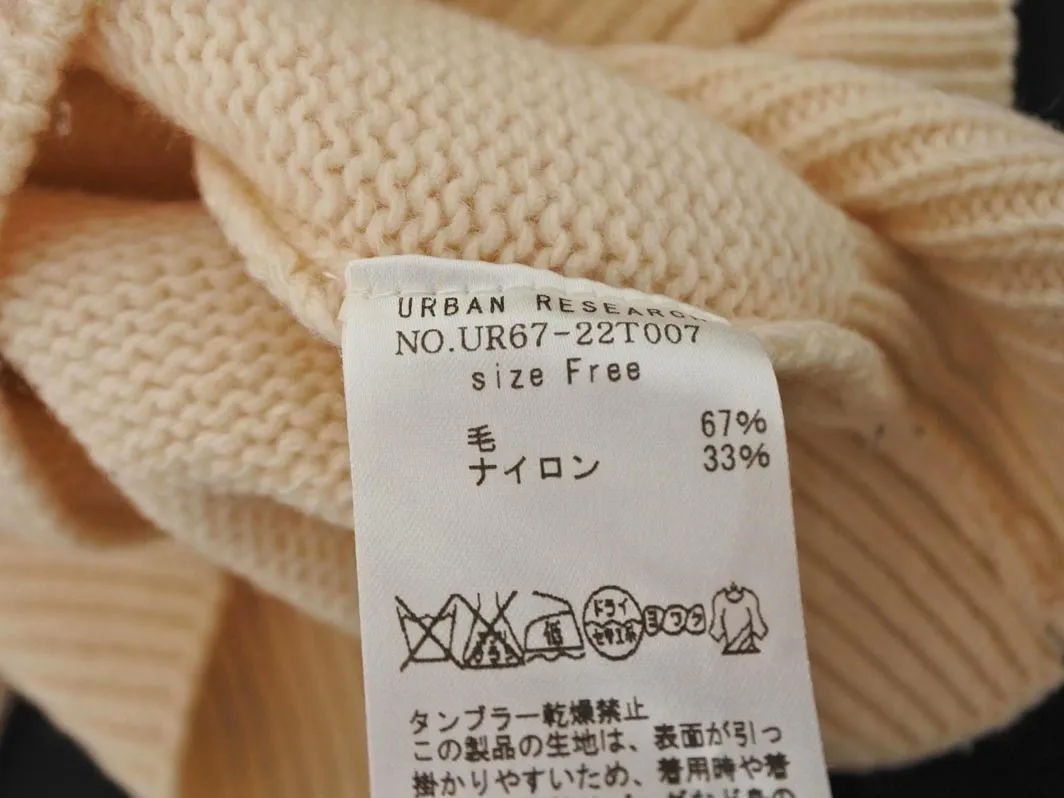 URBAN RESEARCH
NO.UR67-22T007
size Free
毛 67%
ナイロン 33%
低 ドライ
セキユ系
タンブラー乾燥禁止
この製品の生地は、表面が引っ
掛かりやすいため、着用時や着